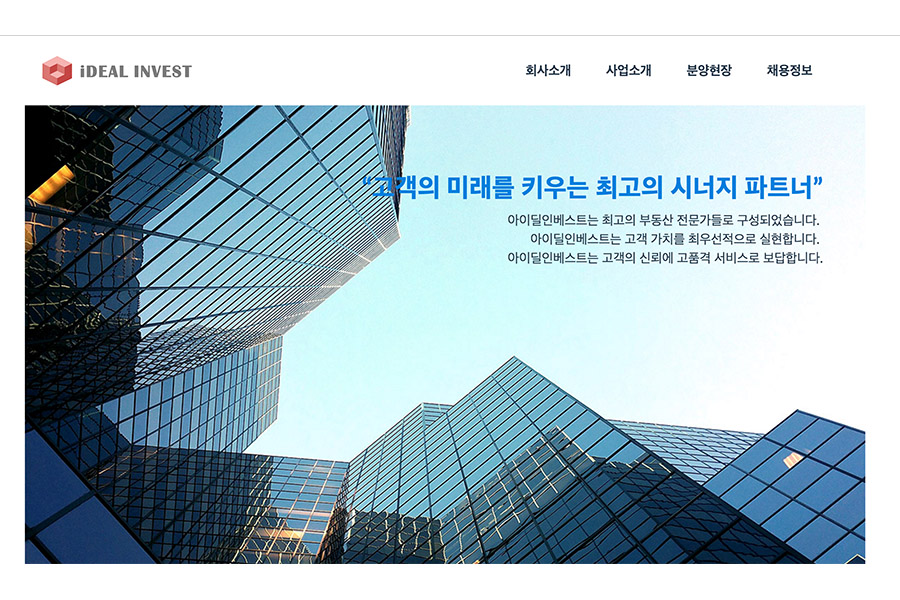 iDEAL INVEST
회사소개 사업소개 분양현장 채용정보
“고객의 미래를 키우는 최고의 시너지 파트너”
아이딜인베스트는 최고의 부동산 전문가들로 구성되었습니다.
아이딜인베스트는 고객 가치를 최우선적으로 실현합니다.
아이딜인베스트는 고객의 신뢰에 고품격 서비스로 보답합니다.